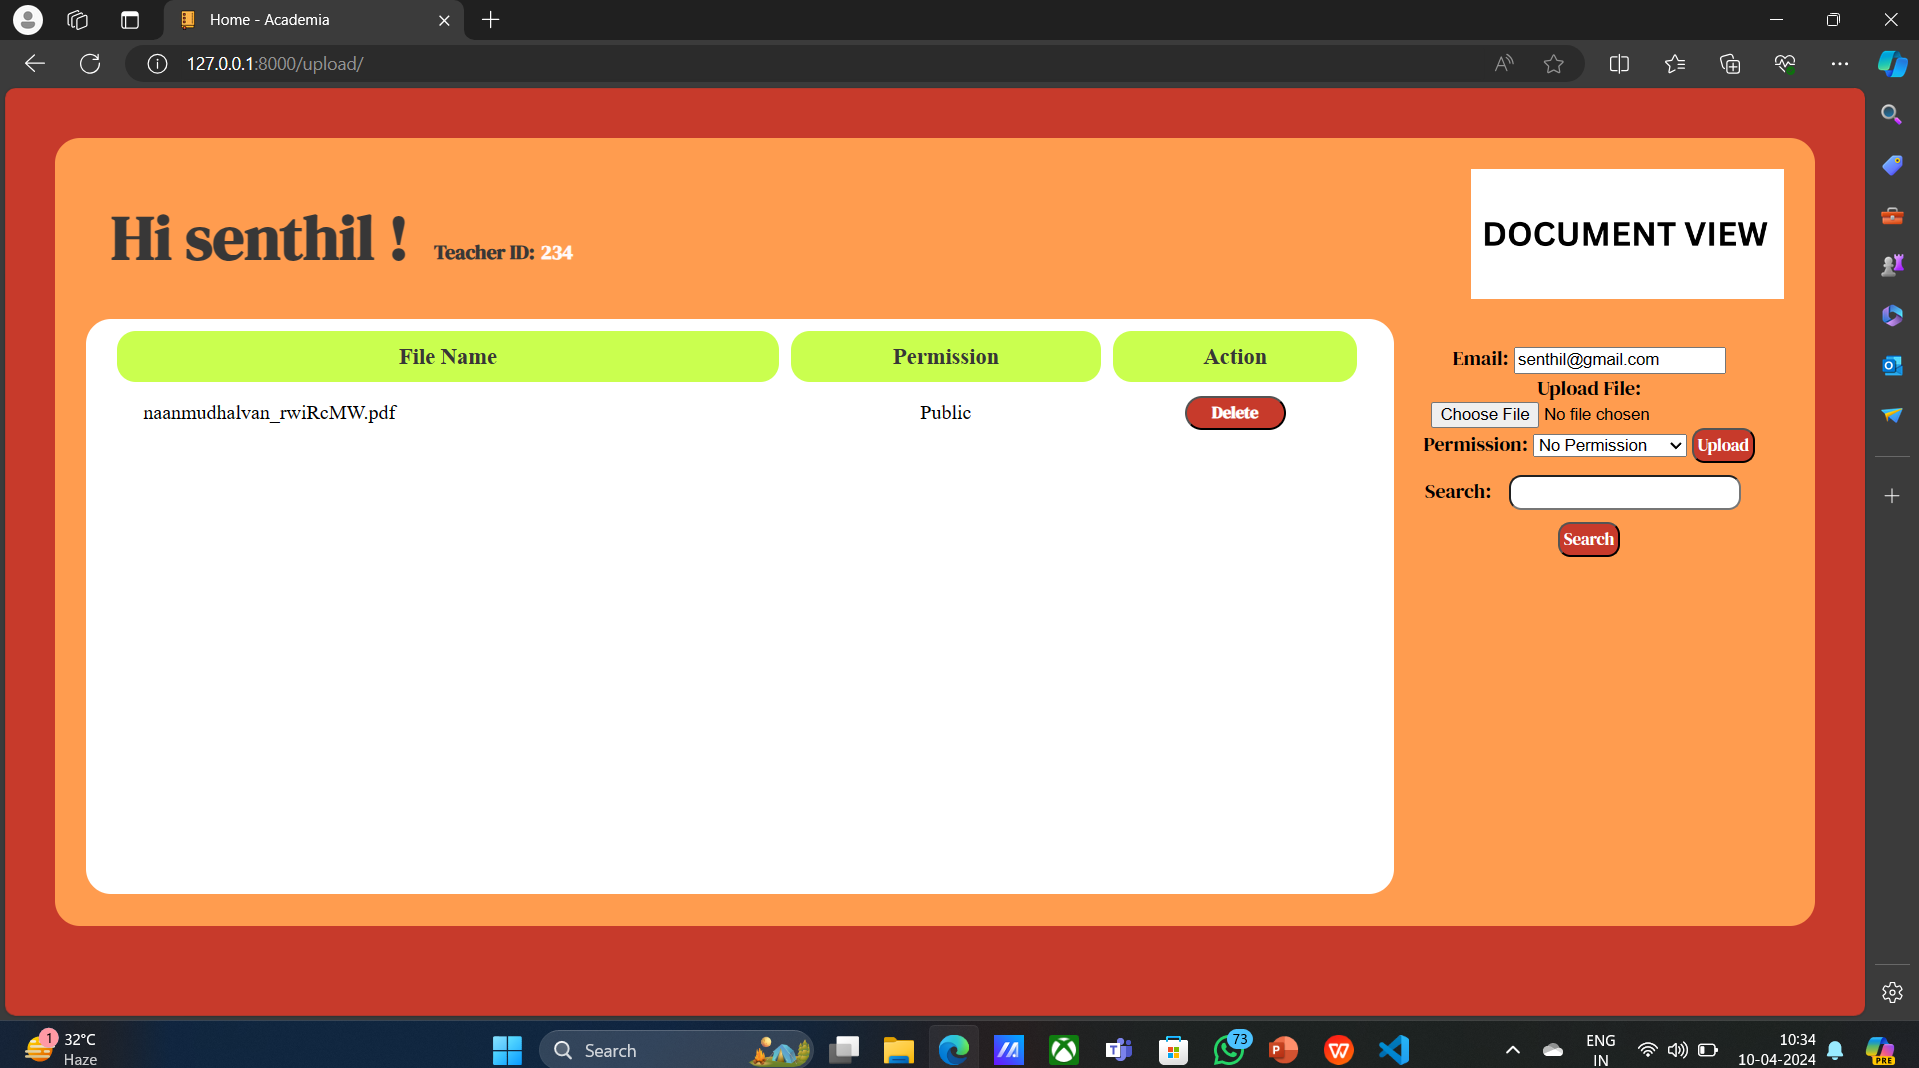 Home - Academia
127.0.0.1:8000/upload/
Hi senthil !
Teacher ID: 234
DOCUMENT VIEW
File Name
Permission
Action
naanmudhalvan_rwiRcMW.pdf
Public
Delete
Email: senthil@gmail.com
Upload File:
Choose File No file chosen
Permission: No Permission Upload
Search:
Search
1
32°C
Haze
Search
73
ENG
IN
10:34
10-04-2024
PRE